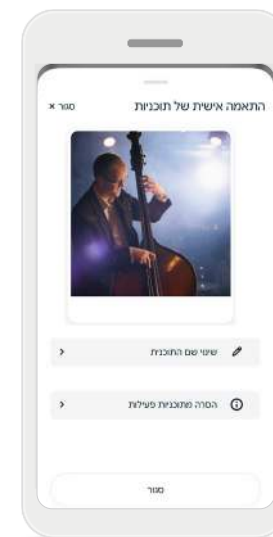 התאמה אישית של תוכניות
סגור ×
שינוי שם התוכנית
הסרה מתוכניות פעילות
סגור